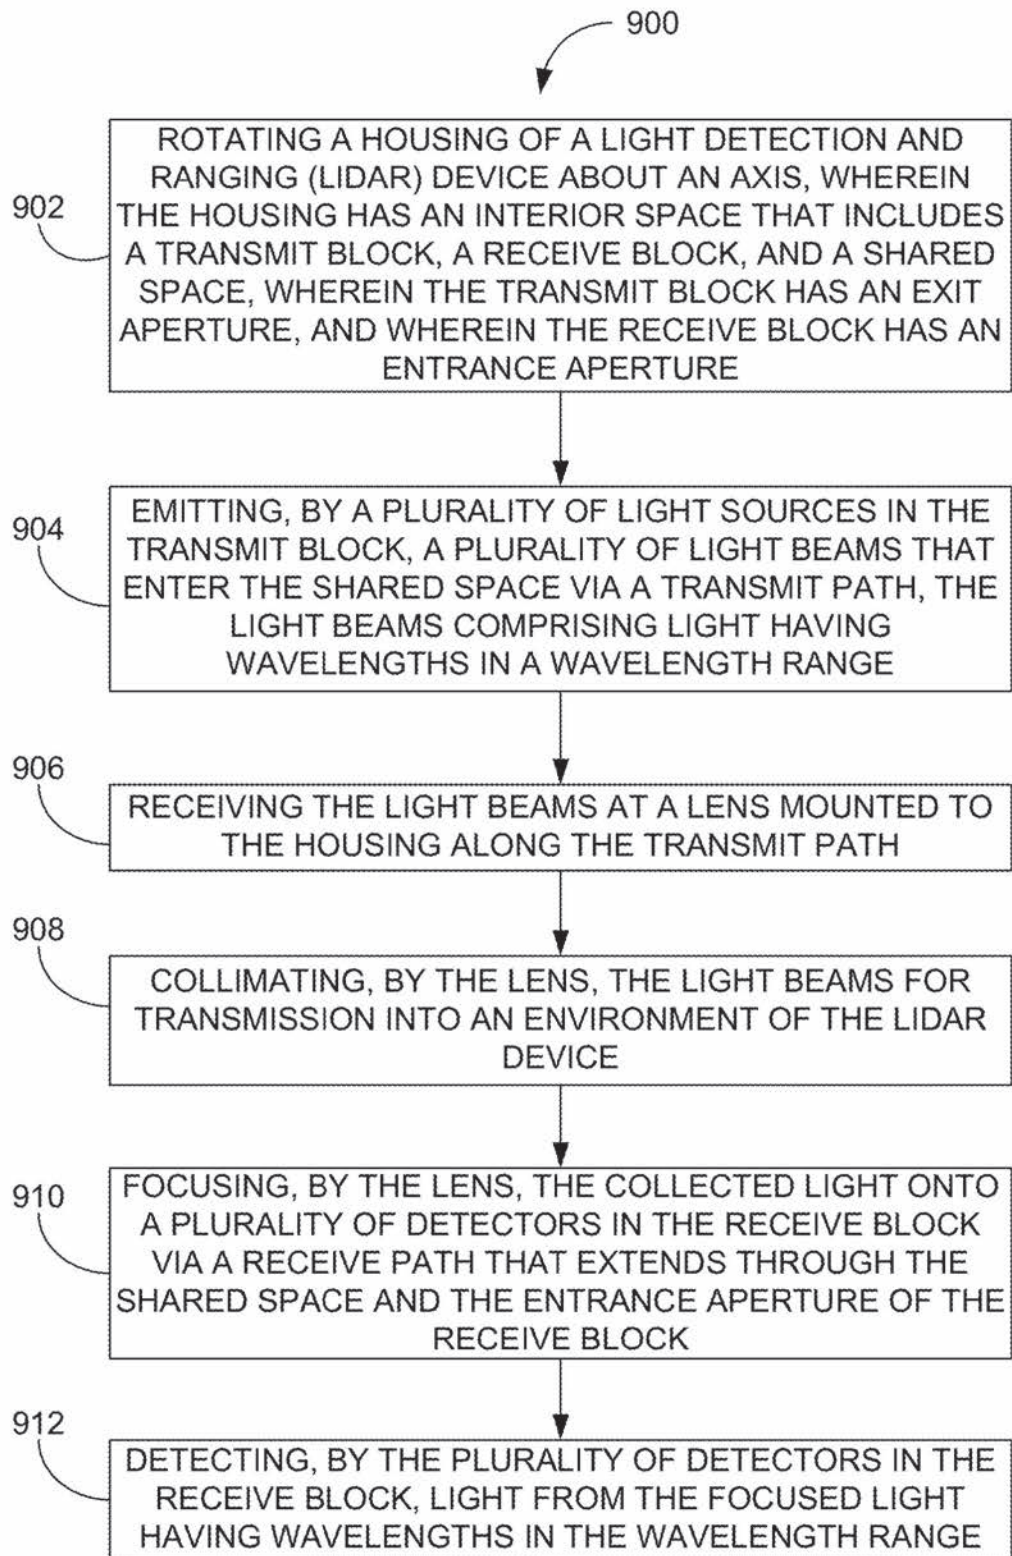 900
902
ROTATING A HOUSING OF A LIGHT DETECTION AND
RANGING (LIDAR) DEVICE ABOUT AN AXIS, WHEREIN
THE HOUSING HAS AN INTERIOR SPACE THAT INCLUDES
A TRANSMIT BLOCK, A RECEIVE BLOCK, AND A SHARED
SPACE, WHEREIN THE TRANSMIT BLOCK HAS AN EXIT
APERTURE, AND WHEREIN THE RECEIVE BLOCK HAS AN
ENTRANCE APERTURE
904
EMITTING, BY A PLURALITY OF LIGHT SOURCES IN THE
TRANSMIT BLOCK, A PLURALITY OF LIGHT BEAMS THAT
ENTER THE SHARED SPACE VIA A TRANSMIT PATH, THE
LIGHT BEAMS COMPRISING LIGHT HAVING
WAVELENGTHS IN A WAVELENGTH RANGE
906
RECEIVING THE LIGHT BEAMS AT A LENS MOUNTED TO
THE HOUSING ALONG THE TRANSMIT PATH
908
COLLIMATING, BY THE LENS, THE LIGHT BEAMS FOR
TRANSMISSION INTO AN ENVIRONMENT OF THE LIDAR
DEVICE
910
FOCUSING, BY THE LENS, THE COLLECTED LIGHT ONTO
A PLURALITY OF DETECTORS IN THE RECEIVE BLOCK
VIA A RECEIVE PATH THAT EXTENDS THROUGH THE
SHARED SPACE AND THE ENTRANCE APERTURE OF THE
RECEIVE BLOCK
912
DETECTING, BY THE PLURALITY OF DETECTORS IN THE
RECEIVE BLOCK, LIGHT FROM THE FOCUSED LIGHT
HAVING WAVELENGTHS IN THE WAVELENGTH RANGE